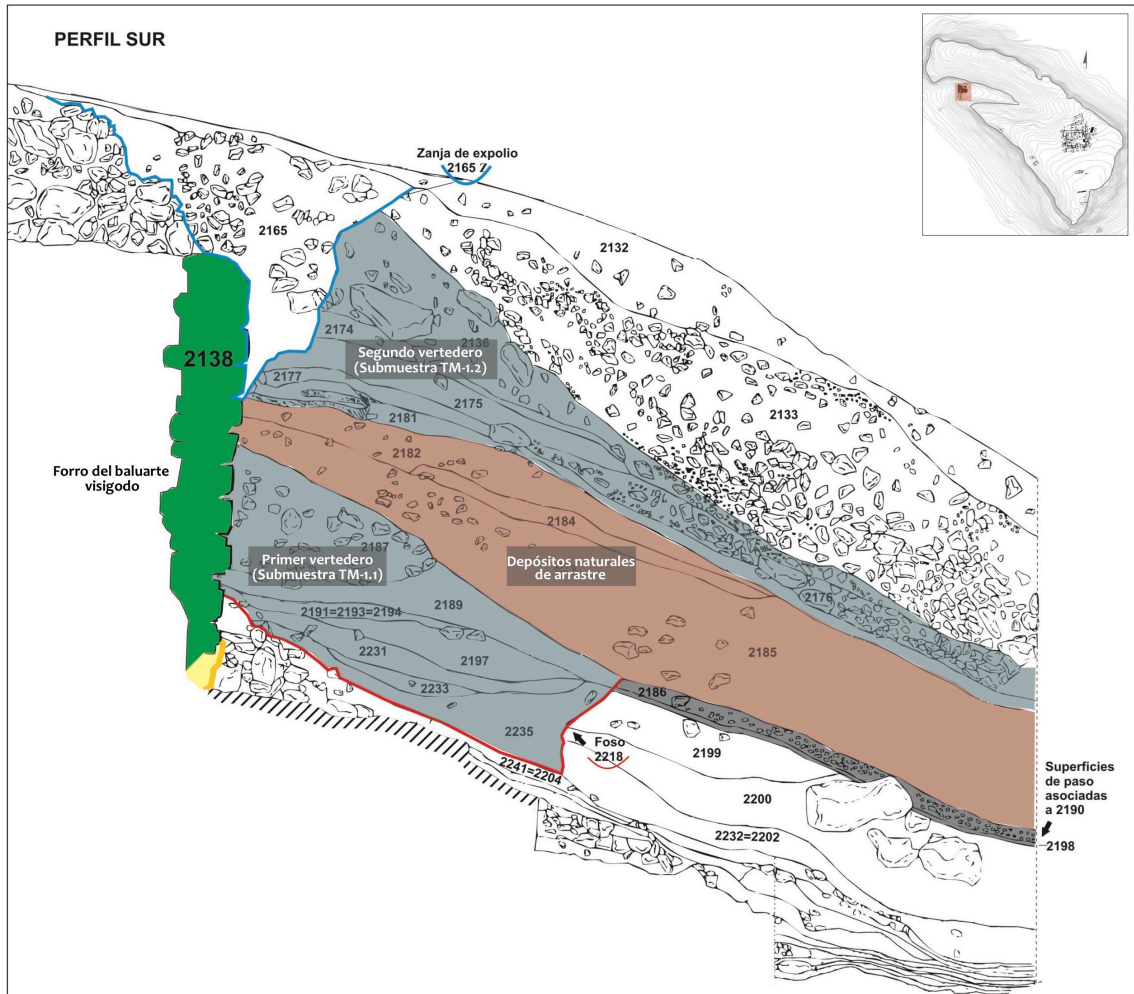 PERFIL SUR
Zanja de expolio
2165 Z
2165
2132
2174
2136
Segundo vertedero
(Submuestra TM-1.2)
2138
2177
2175
2133
2181
2182
Forro del baluarte
visigodo
2184
2187
Primer vertedero
(Submuestra TM-1.1)
Depósitos naturales
de arrastre
2176
2189
2191=2193=2194
2231
2197
2185
2233
2186
2235
Foso
2218
2199
2241=2204
2200
Superficies
de paso
asociadas
a 2190
2232=2202
2198